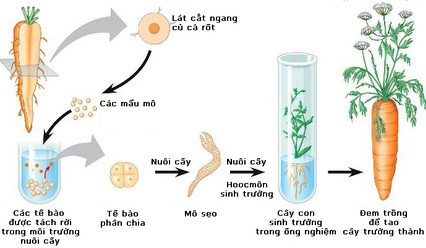 Lát cắt ngang
củ cà rốt
Các mẩu mô
Nuôi cấy
Nuôi cấy
Hoocmôn
sinh trưởng
Các tế bào
được tách rời
trong môi trường
nuôi cấy
Tế bào
phân chia
Mô sẹo
Cấy con
sinh trưởng
trong ống nghiệm
Đem trồng
để tạo
cây trưởng thành